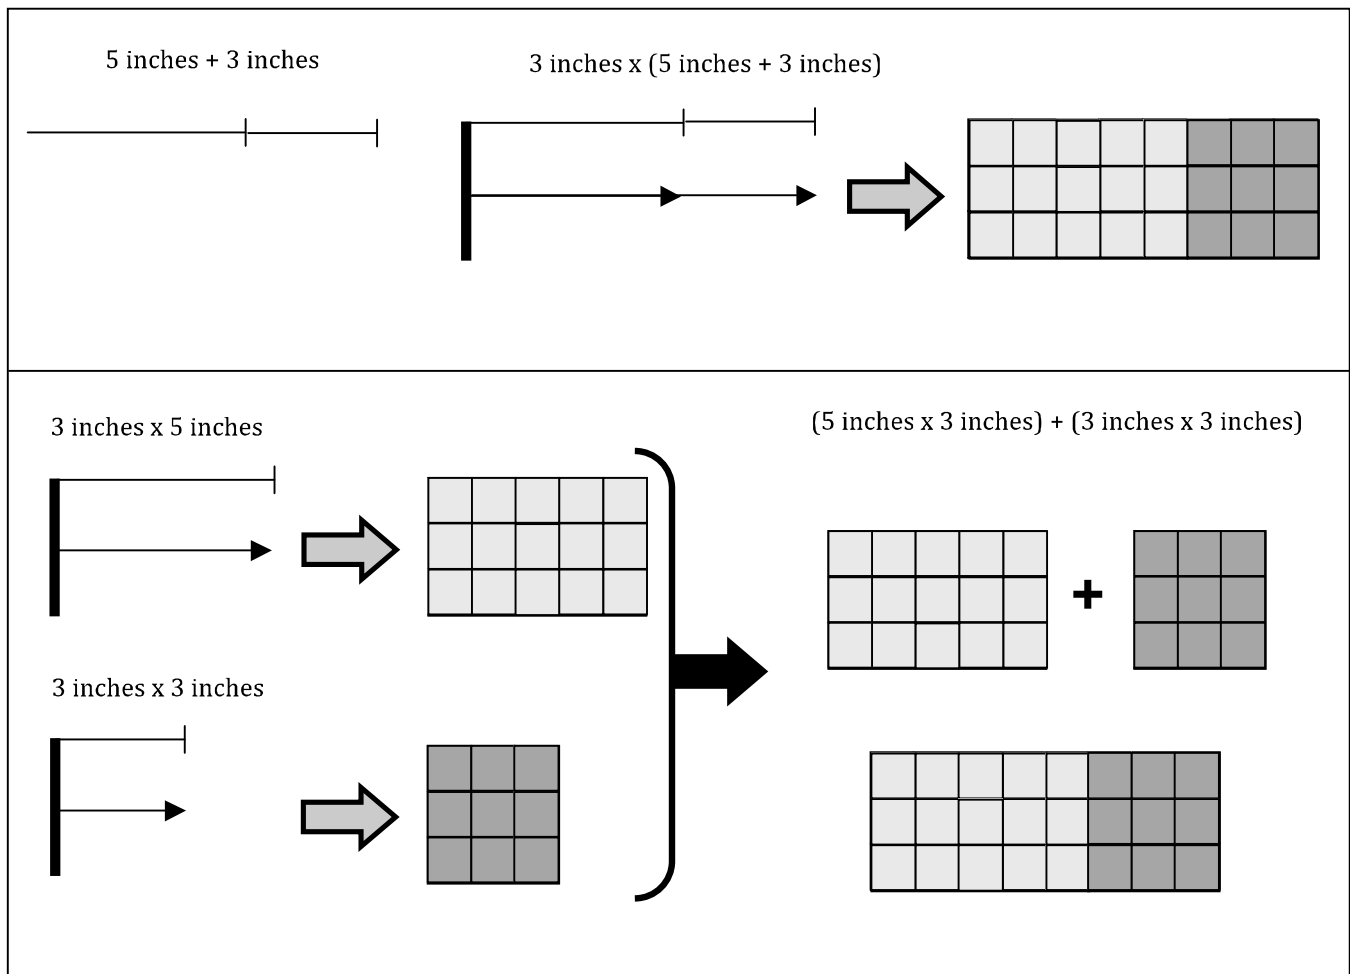 5 inches + 3 inches
3 inches x (5 inches + 3 inches)
3 inches x 5 inches
(5 inches x 3 inches) + (3 inches x 3 inches)
+
3 inches x 3 inches